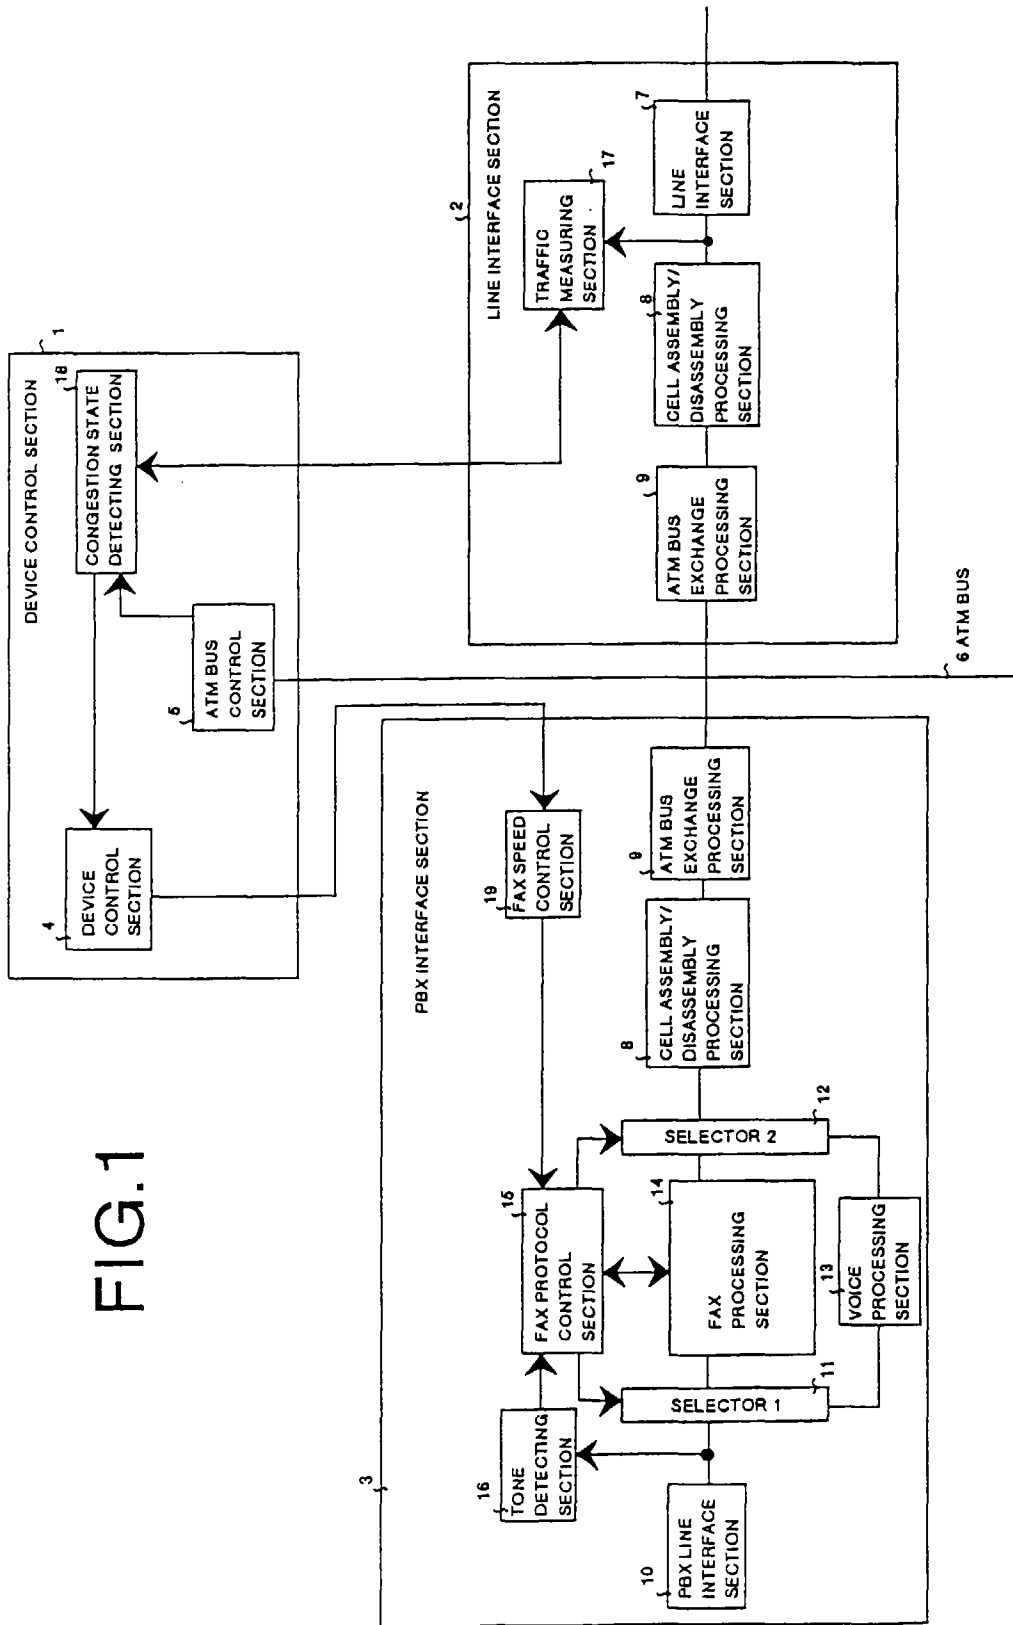 FIG.1
DEVICE CONTROL SECTION
1
4
DEVICE
CONTROL
SECTION
18
CONGESTION STATE
DETECTING SECTION
5
ATM BUS
CONTROL
SECTION
6 ATM BUS
2
LINE INTERFACE SECTION
17
TRAFFIC
MEASURING
SECTION
9
ATM BUS
EXCHANGE
PROCESSING
SECTION
8
CELL ASSEMBLY/
DISASSEMBLY
PROCESSING
SECTION
7
LINE
INTERFACE
SECTION
3
PBX INTERFACE SECTION
19
FAX SPEED
CONTROL
SECTION
16
TONE
DETECTING
SECTION
15
FAX PROTOCOL
CONTROL
SECTION
10
PBX LINE
INTERFACE
SECTION
SELECTOR 1
11
14
FAX
PROCESSING
SECTION
SELECTOR 2
12
13
VOICE
PROCESSING
SECTION
8
CELL ASSEMBLY/
DISASSEMBLY
PROCESSING
SECTION
9
ATM BUS
EXCHANGE
PROCESSING
SECTION